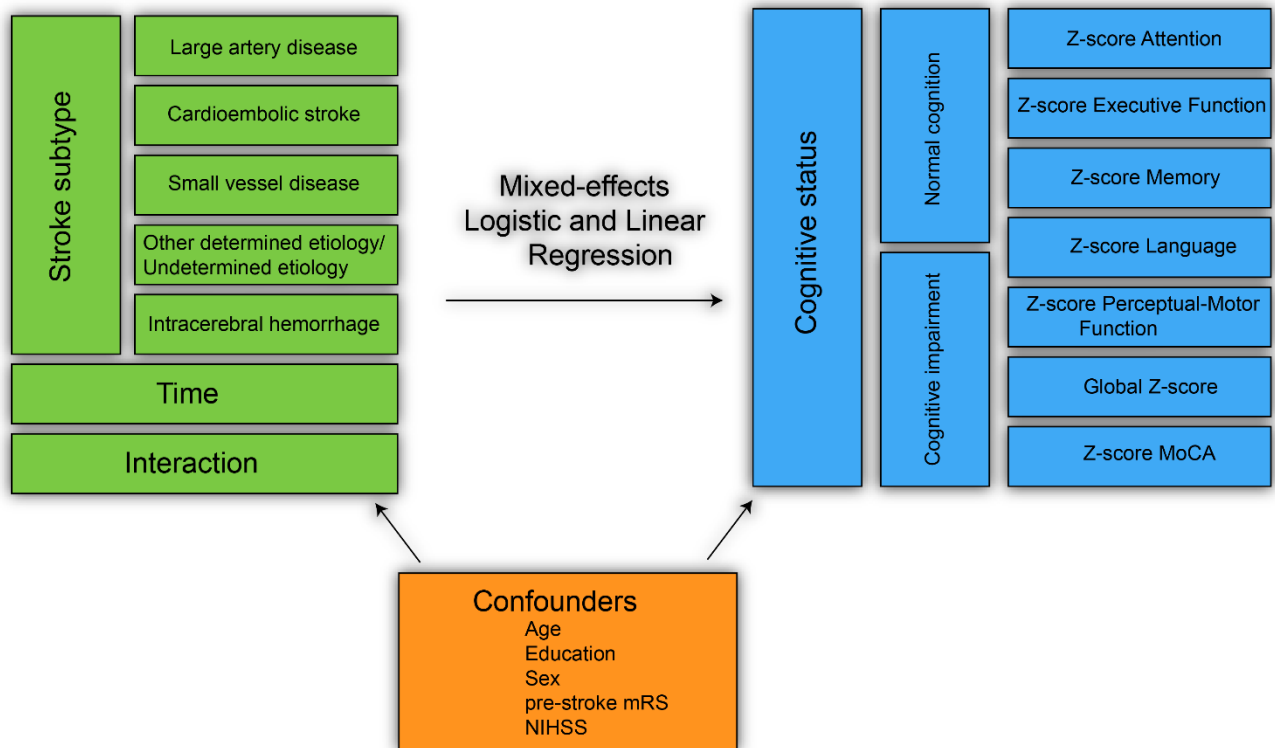 Stroke subtype
Large artery disease
Cardioembolic stroke
Small vessel disease
Other determined etiology/
Undetermined etiology
Intracerebral hemorrhage
Time
Interaction
Mixed-effects
Logistic and Linear
Regression
Cognitive status
Normal cognition
Cognitive impairment
Z-score Attention
Z-score Executive Function
Z-score Memory
Z-score Language
Z-score Perceptual-Motor
Function
Global Z-score
Z-score MoCA
Confounders
Age
Education
Sex
pre-stroke mRS
NIHSS